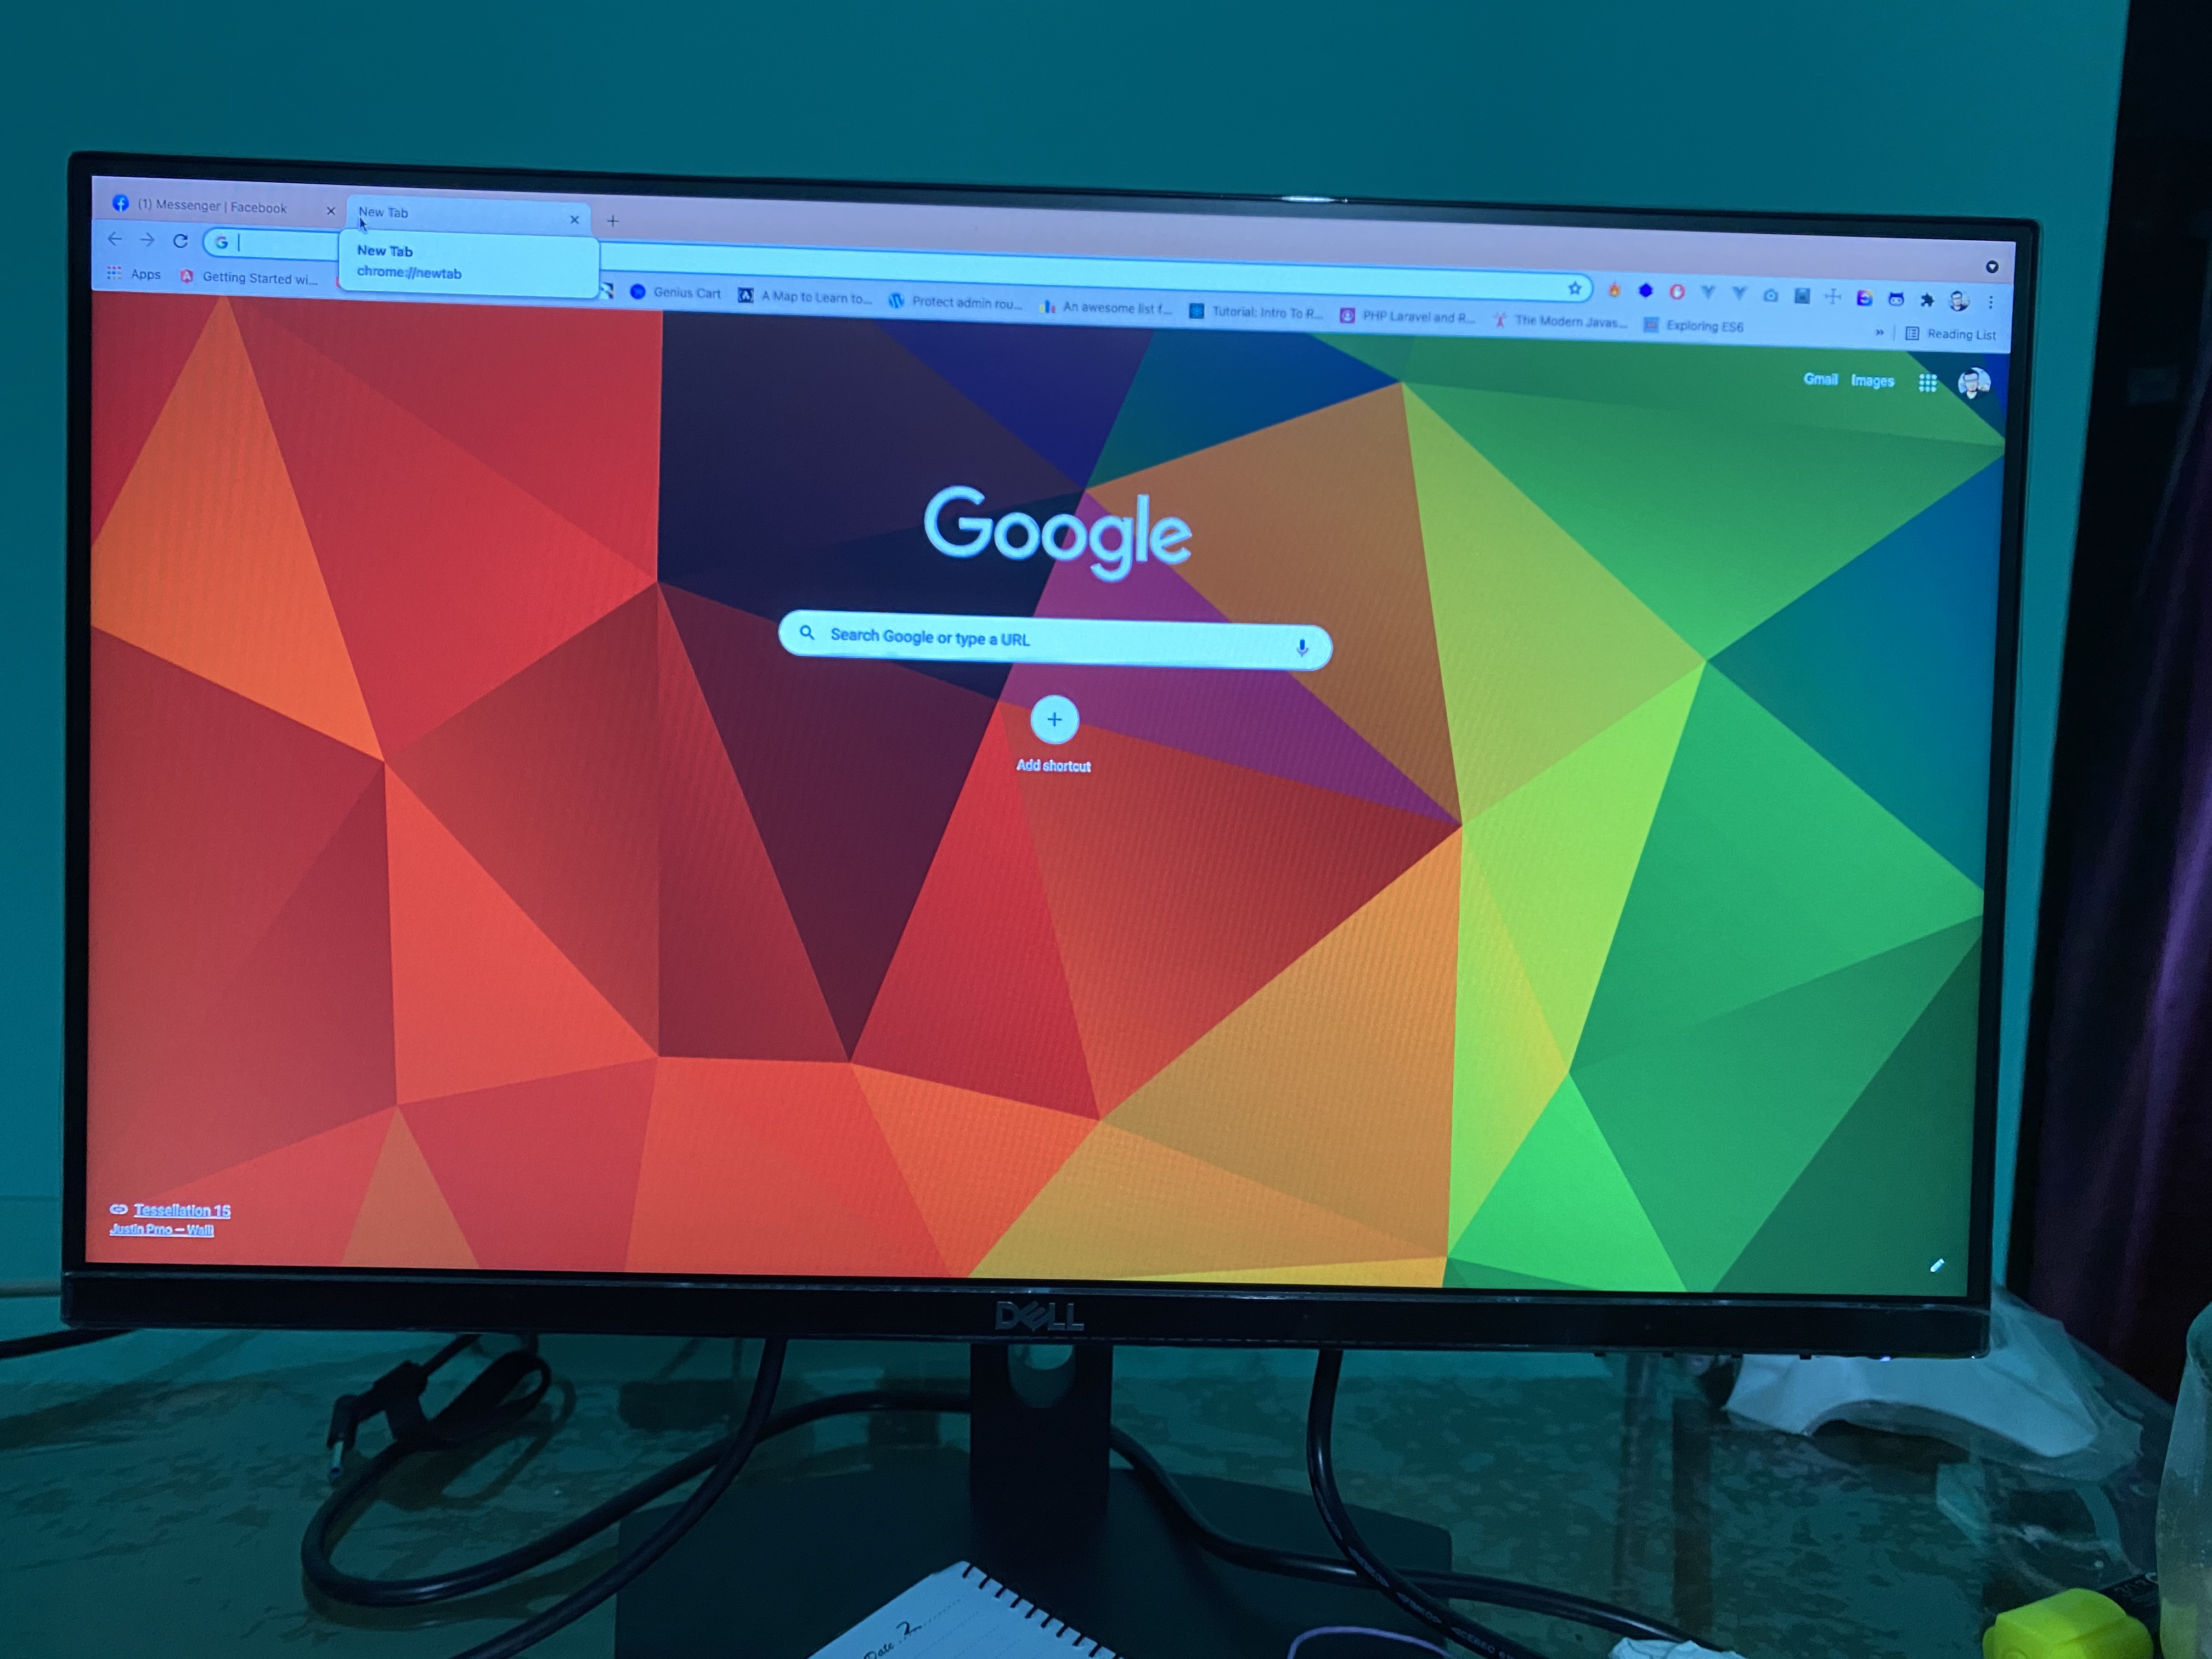 (1) Messenger | Facebook
New Tab
New Tab
chrome://newtab
Apps
Getting Started wi...
Genius Cart
A Map to Learn to...
Protect admin rou...
An awesome list f...
Tutorial: Intro To R...
PHP Laravel and R...
The Modern Javas...
Exploring ES6
Reading List
Gmail
Images
Google
Search Google or type a URL
Add shortcut
Tessellation 15
Justin Prno — Walli
DELL
Date